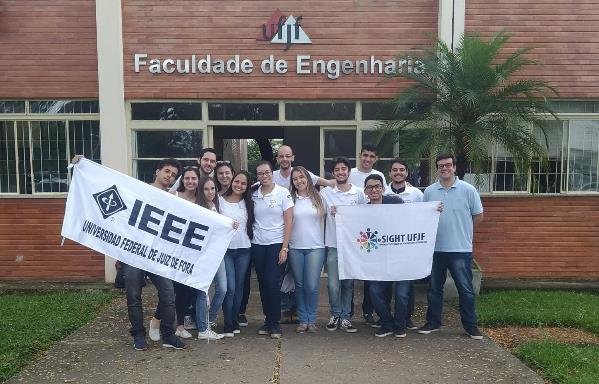 ufjf
Faculdade de Engenharia
IEEE
UNIVERSIDADE FEDERAL DE JUIZ DE FORA
SIGHT UFJF